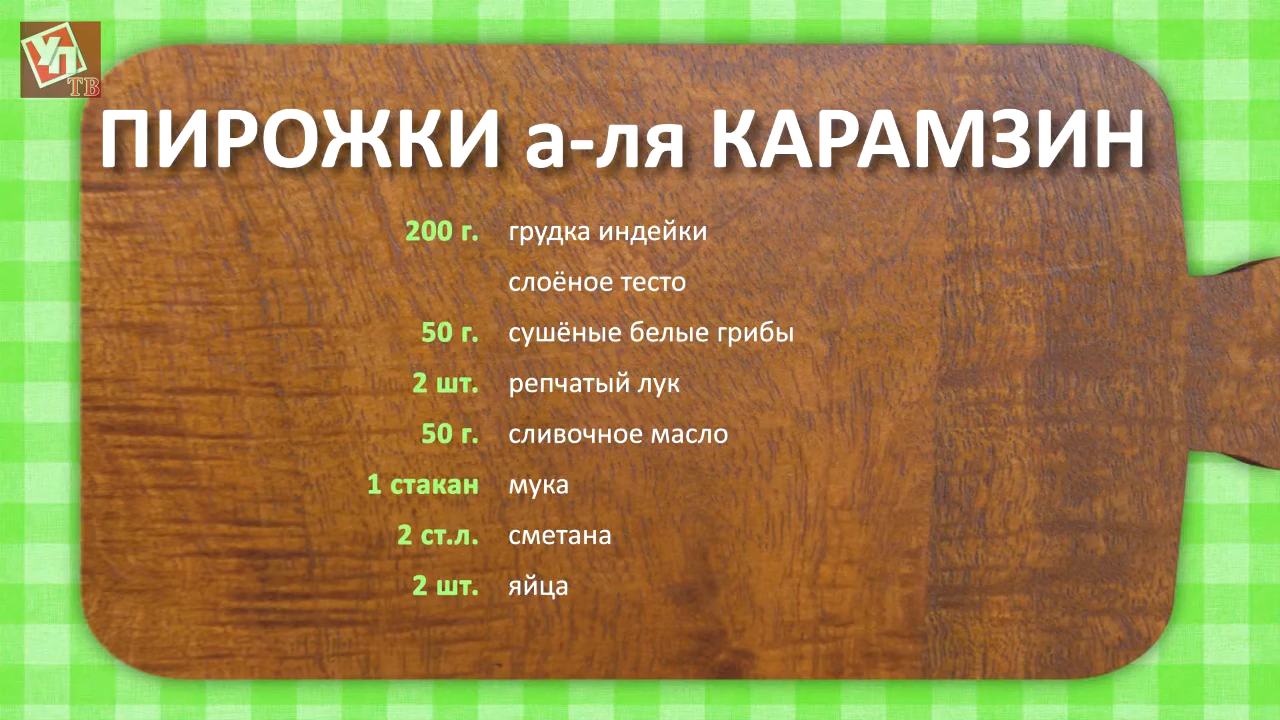 УП
ТВ
ПИРОЖКИ а-ля КАРАМЗИН
200 г. грудка индейки
слоёное тесто
50 г. сушёные белые грибы
2 шт. репчатый лук
50 г. сливочное масло
1 стакан мука
2 ст.л. сметана
2 шт. яйца